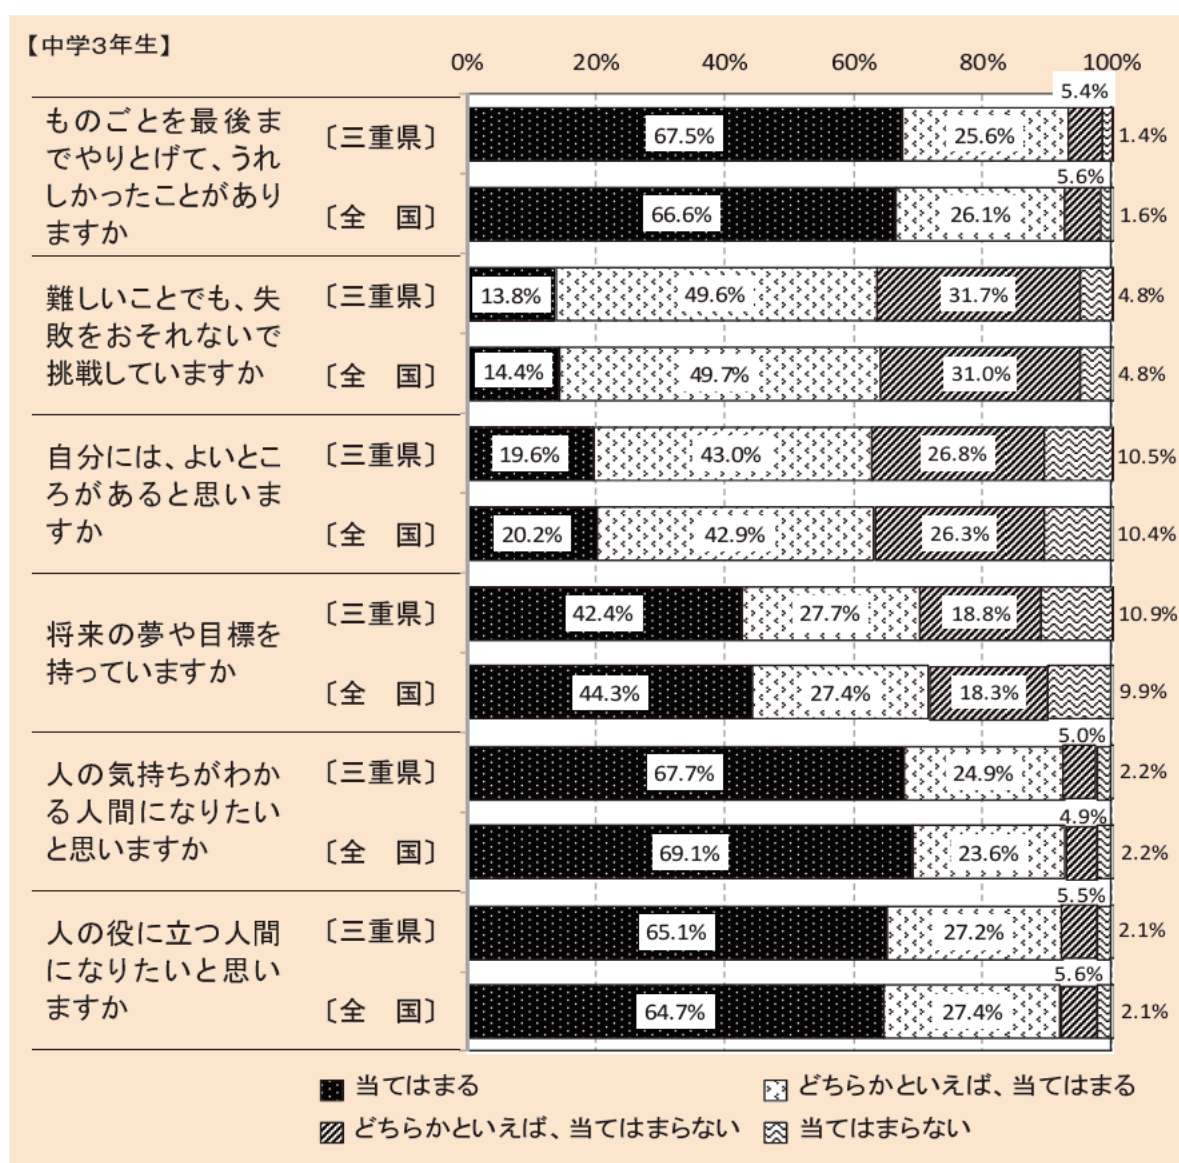 【中学3年生】
0% 20% 40% 60% 80% 100%
ものごとを最後ま
でやりとげて、うれ
しかったことがあり
ますか
〔三重県〕 67.5% 25.6% 5.4% 1.4%
〔全　国〕 66.6% 26.1% 5.6% 1.6%
難しいことでも、失
敗をおそれないで
挑戦していますか
〔三重県〕 13.8% 49.6% 31.7% 4.8%
〔全　国〕 14.4% 49.7% 31.0% 4.8%
自分には、よいとこ
ろがあると思いま
すか
〔三重県〕 19.6% 43.0% 26.8% 10.5%
〔全　国〕 20.2% 42.9% 26.3% 10.4%
将来の夢や目標を
持っていますか
〔三重県〕 42.4% 27.7% 18.8% 10.9%
〔全　国〕 44.3% 27.4% 18.3% 9.9%
人の気持ちがわか
る人間になりたい
と思いますか
〔三重県〕 67.7% 24.9% 5.0% 2.2%
〔全　国〕 69.1% 23.6% 4.9% 2.2%
人の役に立つ人間
になりたいと思い
ますか
〔三重県〕 65.1% 27.2% 5.5% 2.1%
〔全　国〕 64.7% 27.4% 5.6% 2.1%
当てはまる どちらかといえば、当てはまる
どちらかといえば、当てはまらない 当てはまらない